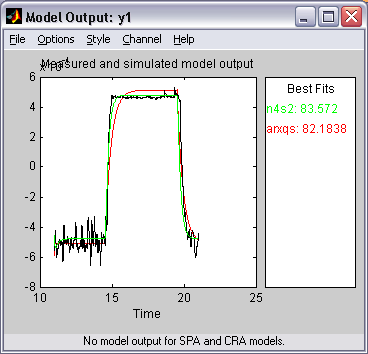 Model Output: y1
File Options Style Channel Help
Measured and simulated model output
6
4
2
0
-2
-4
-6
-8
10 15 20 25
Time
Best Fits
n4s2: 83.572
arxqs: 82.1838
No model output for SPA and CRA models.